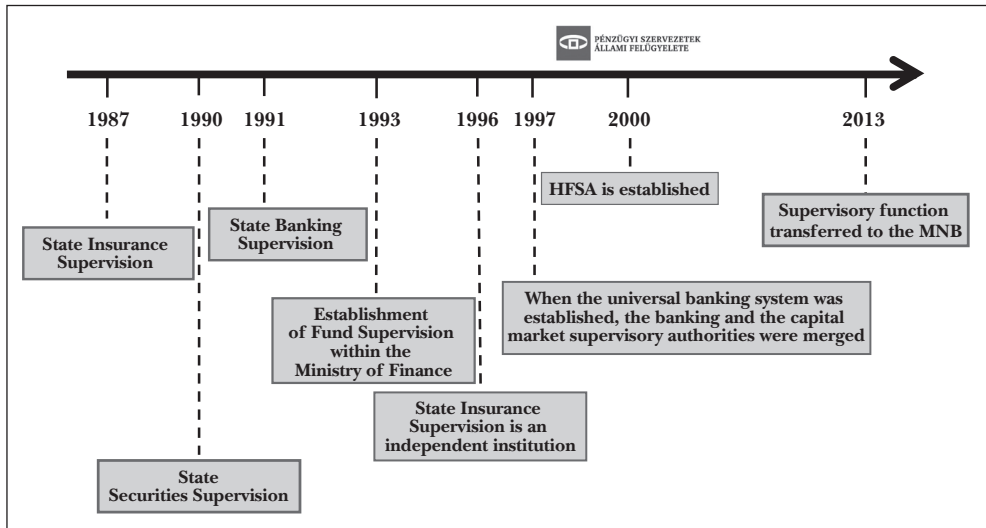 PÉNZÜGYI SZERVEZETEK
ÁLLAMI FELÜGYELETE
1987 1990 1991 1993 1996 1997 2000 2013
HFSA is established
State Insurance
Supervision
State Banking
Supervision
Supervisory function
transferred to the MNB
Establishment
of Fund Supervision
within the
Ministry of Finance
When the universal banking system was
established, the banking and the capital
market supervisory authorities were merged
State Insurance
Supervision is an
independent institution
State
Securities Supervision